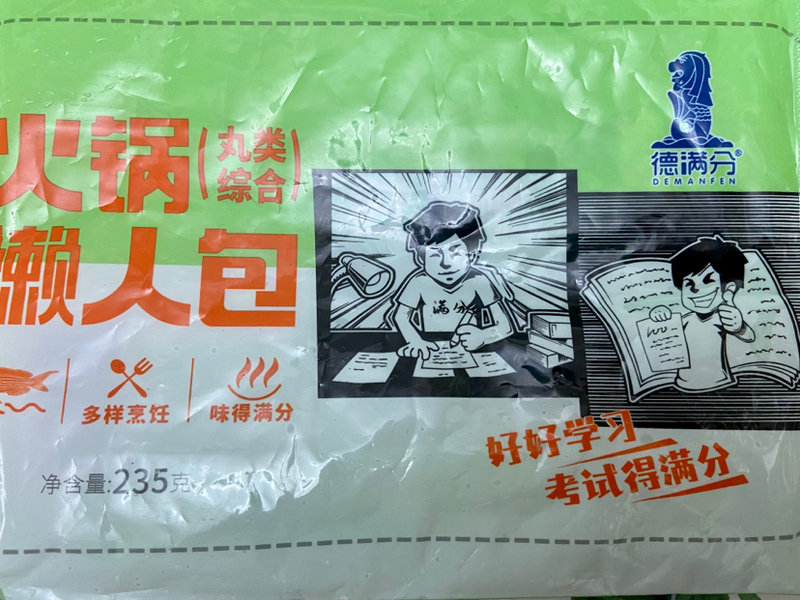 火锅(丸类综合)
懒人包
多样烹饪
味得满分
净含量:235克
德满分®
DEMANFEN
满分
100
好好学习
考试得满分